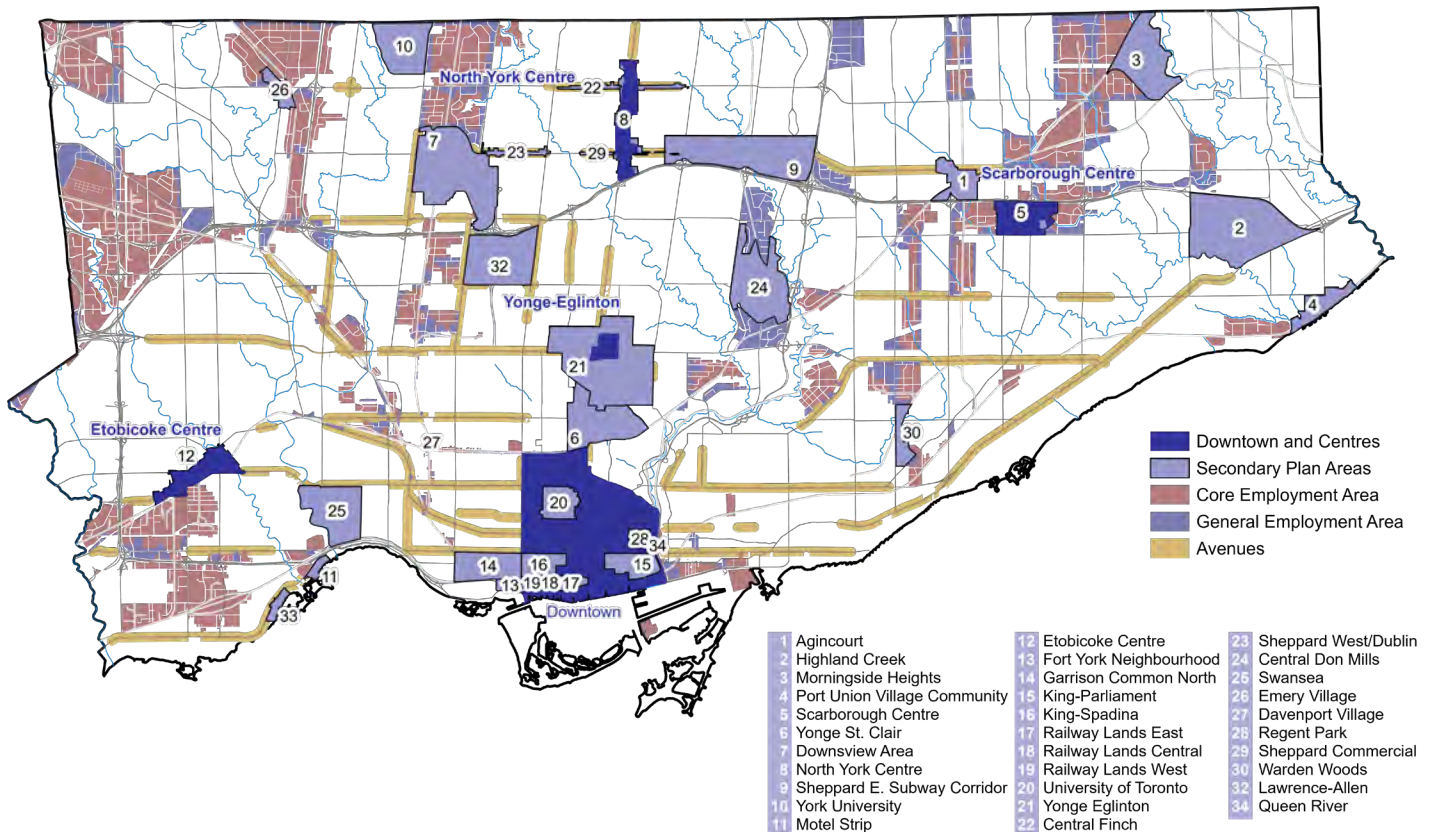 10
3
North York Centre
26
22
8
7
23
29
9
1
Scarborough Centre
5
2
32
24
4
Yonge-Eglinton
21
Etobicoke Centre
6
27
30
12
20
25
28
34
14
16
15
11
13
19
18
17
33
Downtown
Downtown and Centres
Secondary Plan Areas
Core Employment Area
General Employment Area
Avenues
1 Agincourt
2 Highland Creek
3 Morningside Heights
4 Port Union Village Community
5 Scarborough Centre
6 Yonge St. Clair
7 Downsview Area
8 North York Centre
9 Sheppard E. Subway Corridor
10 York University
11 Motel Strip
12 Etobicoke Centre
13 Fort York Neighbourhood
14 Garrison Common North
15 King-Parliament
16 King-Spadina
17 Railway Lands East
18 Railway Lands Central
19 Railway Lands West
20 University of Toronto
21 Yonge Eglinton
22 Central Finch
23 Sheppard West/Dublin
24 Central Don Mills
25 Swansea
26 Emery Village
27 Davenport Village
28 Regent Park
29 Sheppard Commercial
30 Warden Woods
32 Lawrence-Allen
34 Queen River